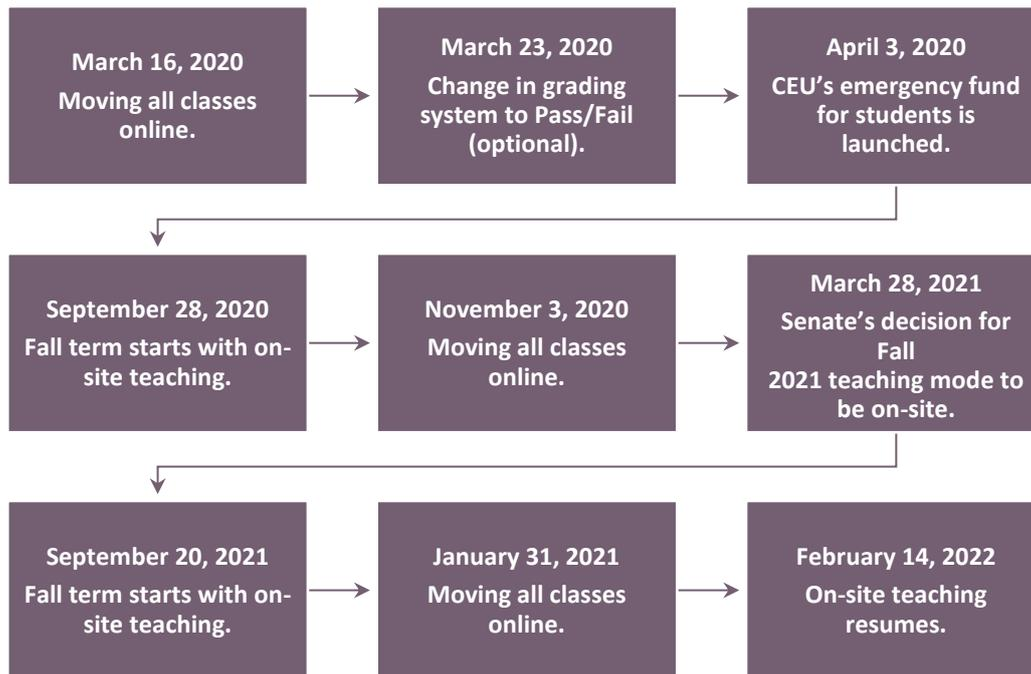 March 16, 2020
Moving all classes
online.
March 23, 2020
Change in grading
system to Pass/Fail
(optional).
April 3, 2020
CEU’s emergency fund
for students is
launched.
September 28, 2020
Fall term starts with on-
site teaching.
November 3, 2020
Moving all classes
online.
March 28, 2021
Senate’s decision for
Fall
2021 teaching mode to
be on-site.
September 20, 2021
Fall term starts with on-
site teaching.
January 31, 2021
Moving all classes
online.
February 14, 2022
On-site teaching
resumes.